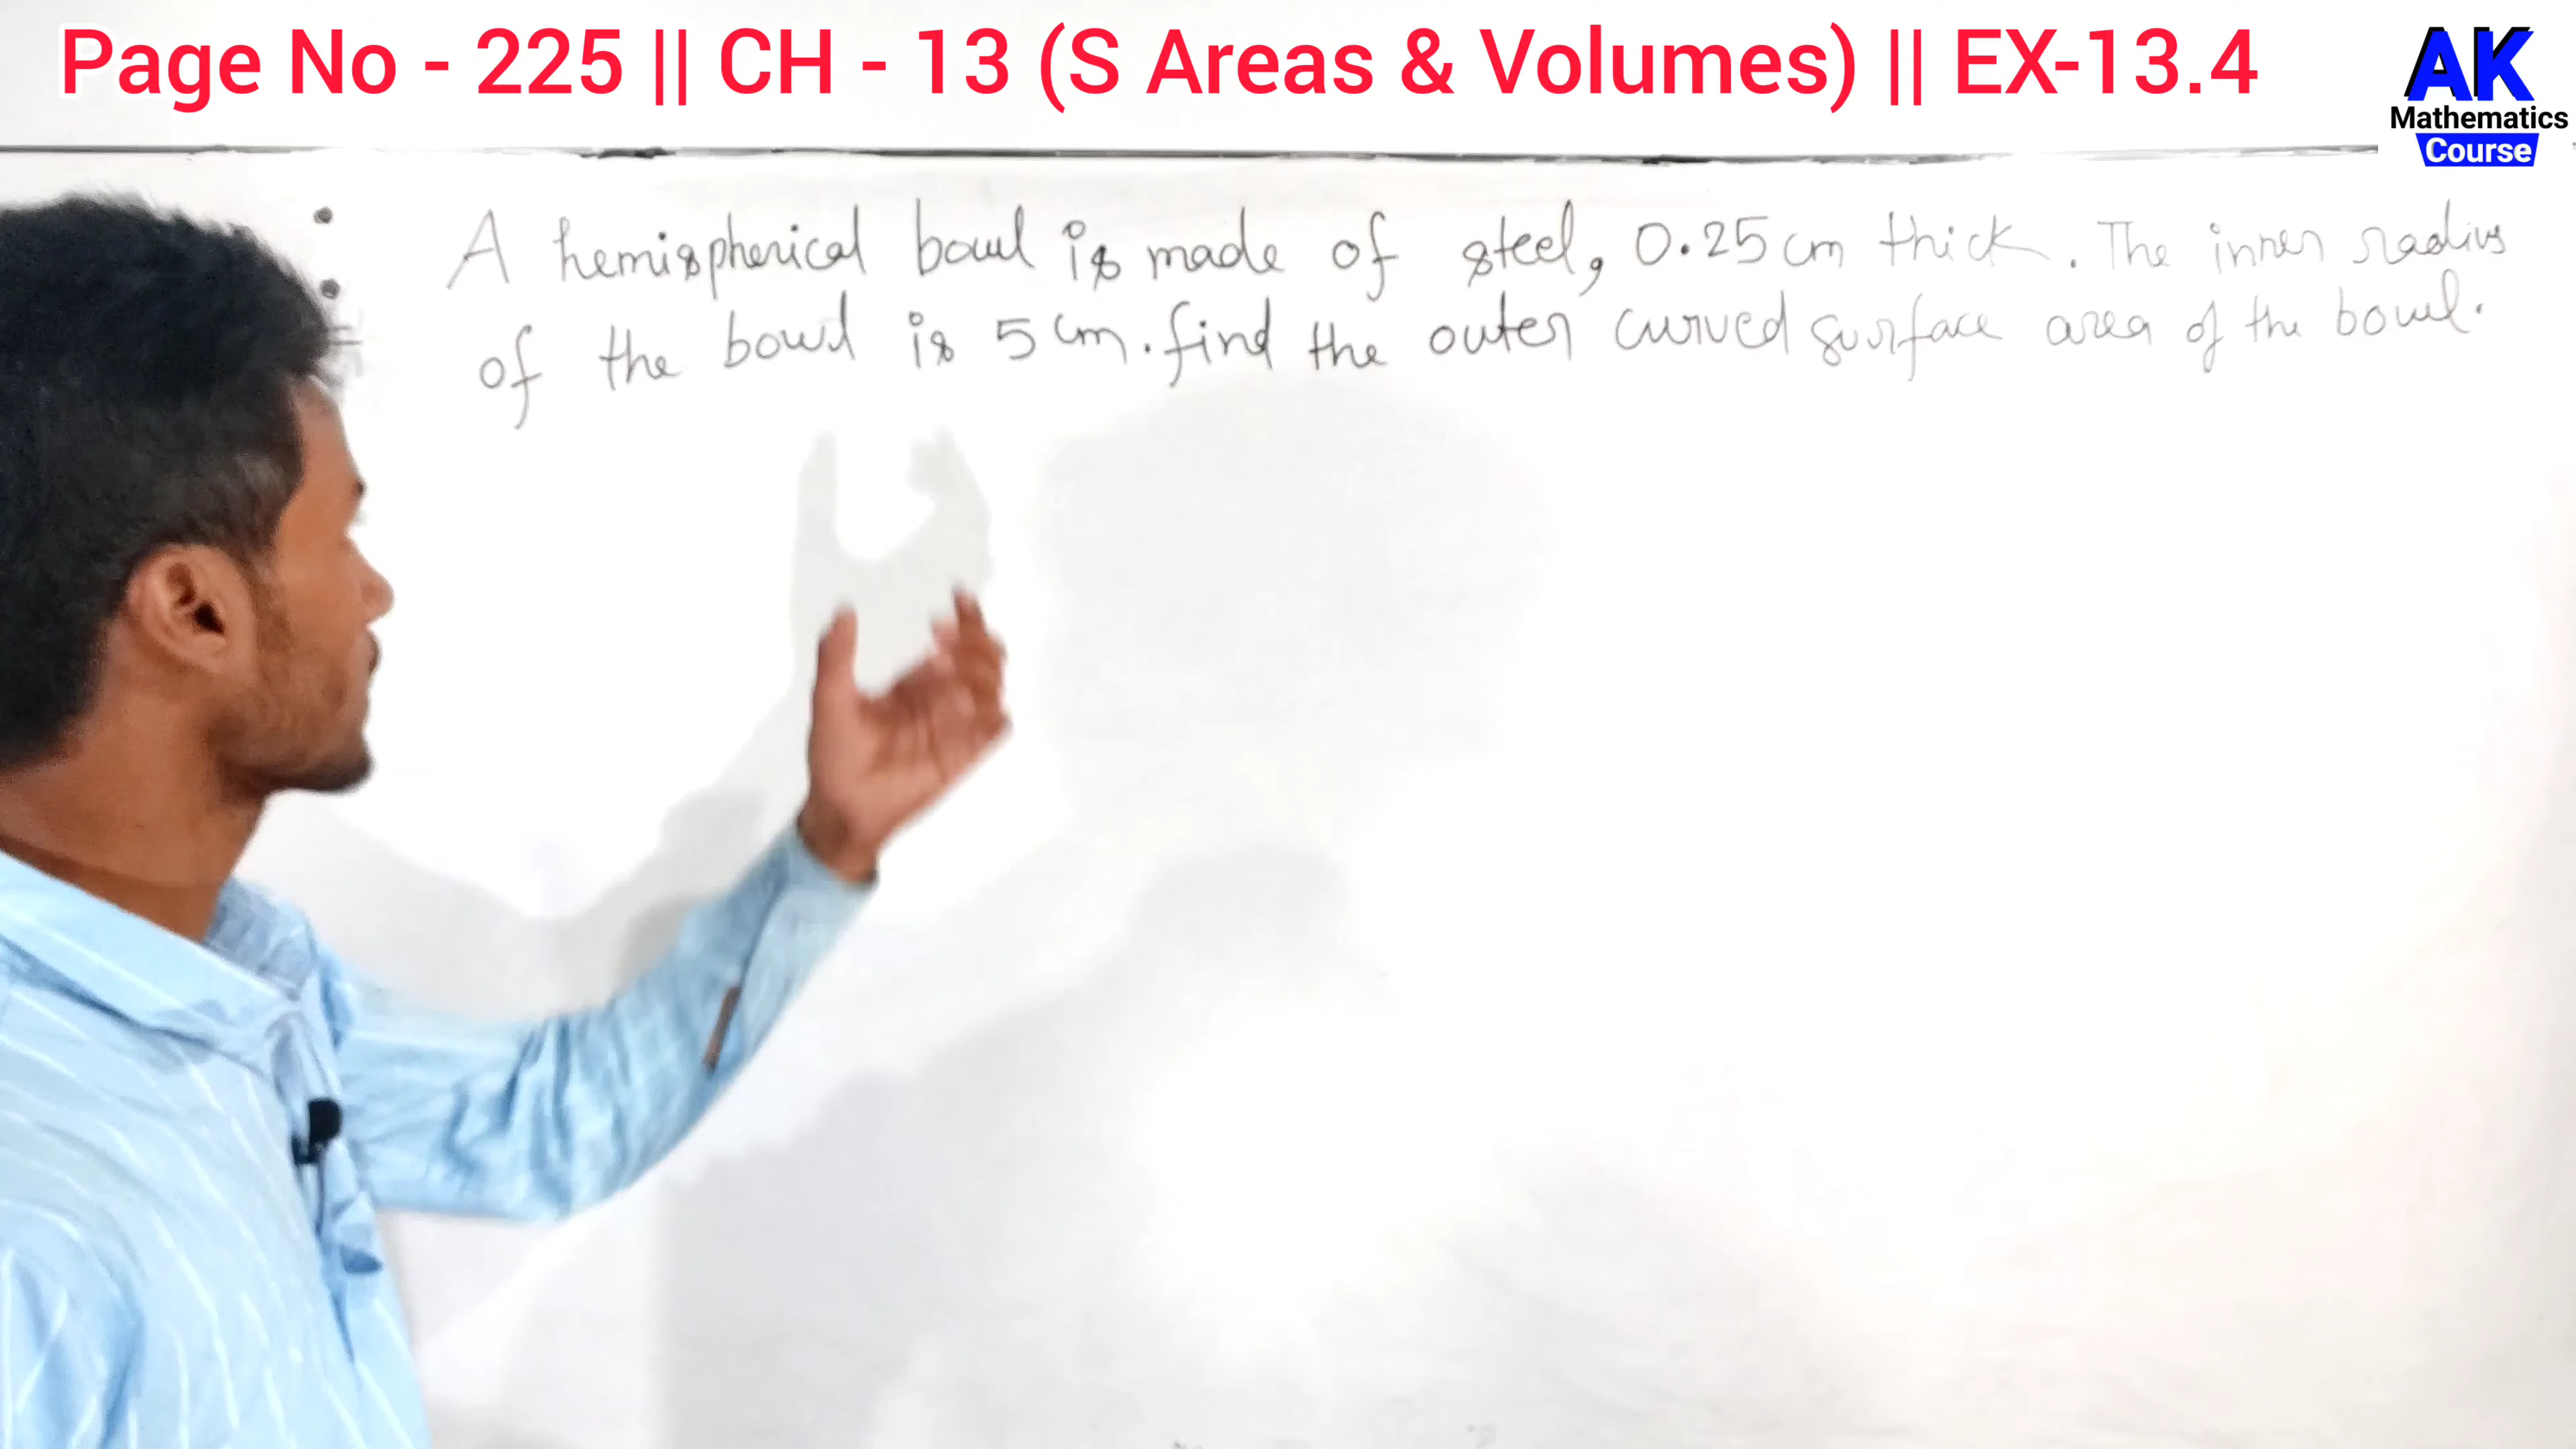 Page No - 225 || CH - 13 (S Areas & Volumes) || EX-13.4
AK
Mathematics
Course
A hemispherical bowl is made of steel, 0.25 cm thick. The inner radius
of the bowl is 5 cm. find the outer curved surface area of the bowl.